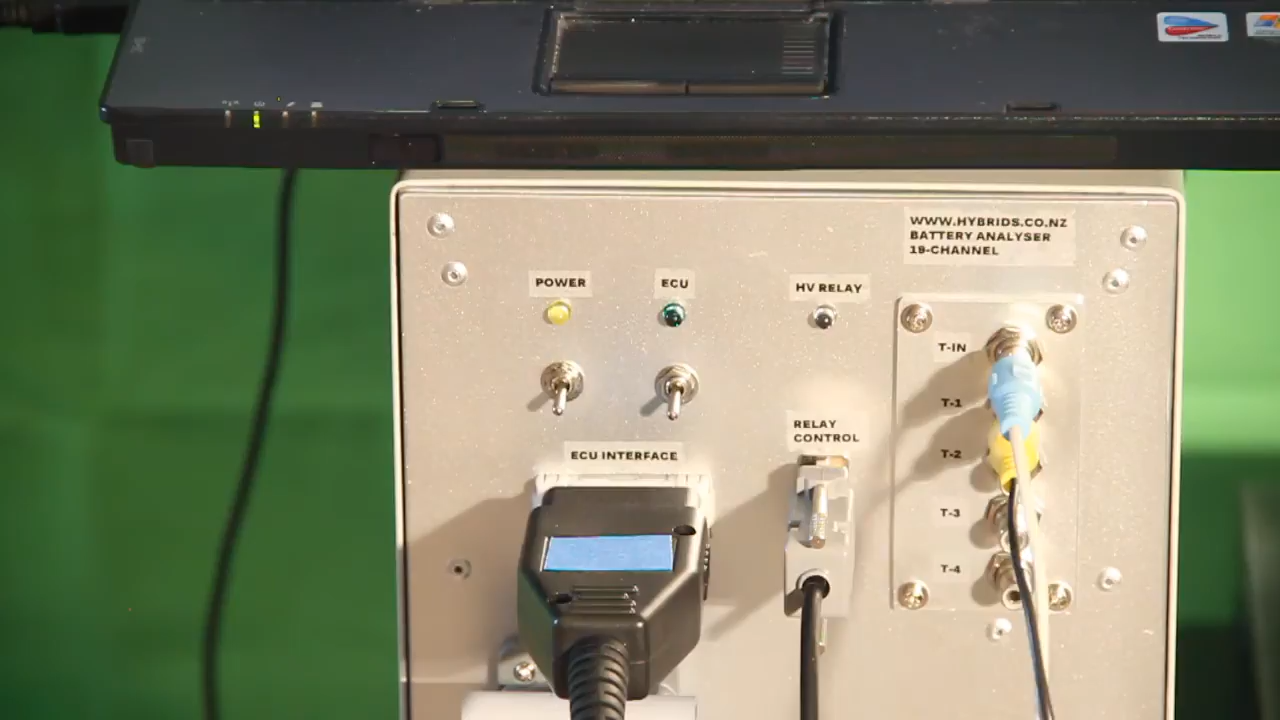 WWW.HYBRIDS.CO.NZ
BATTERY ANALYSER
19-CHANNEL
POWER
ECU
HV RELAY
T-IN
T-1
RELAY
CONTROL
T-2
ECU INTERFACE
T-3
T-4